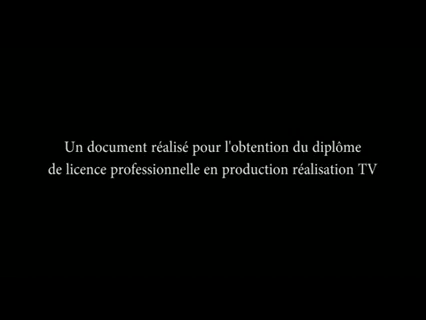 Un document réalisé pour l'obtention du diplôme
de licence professionnelle en production réalisation TV